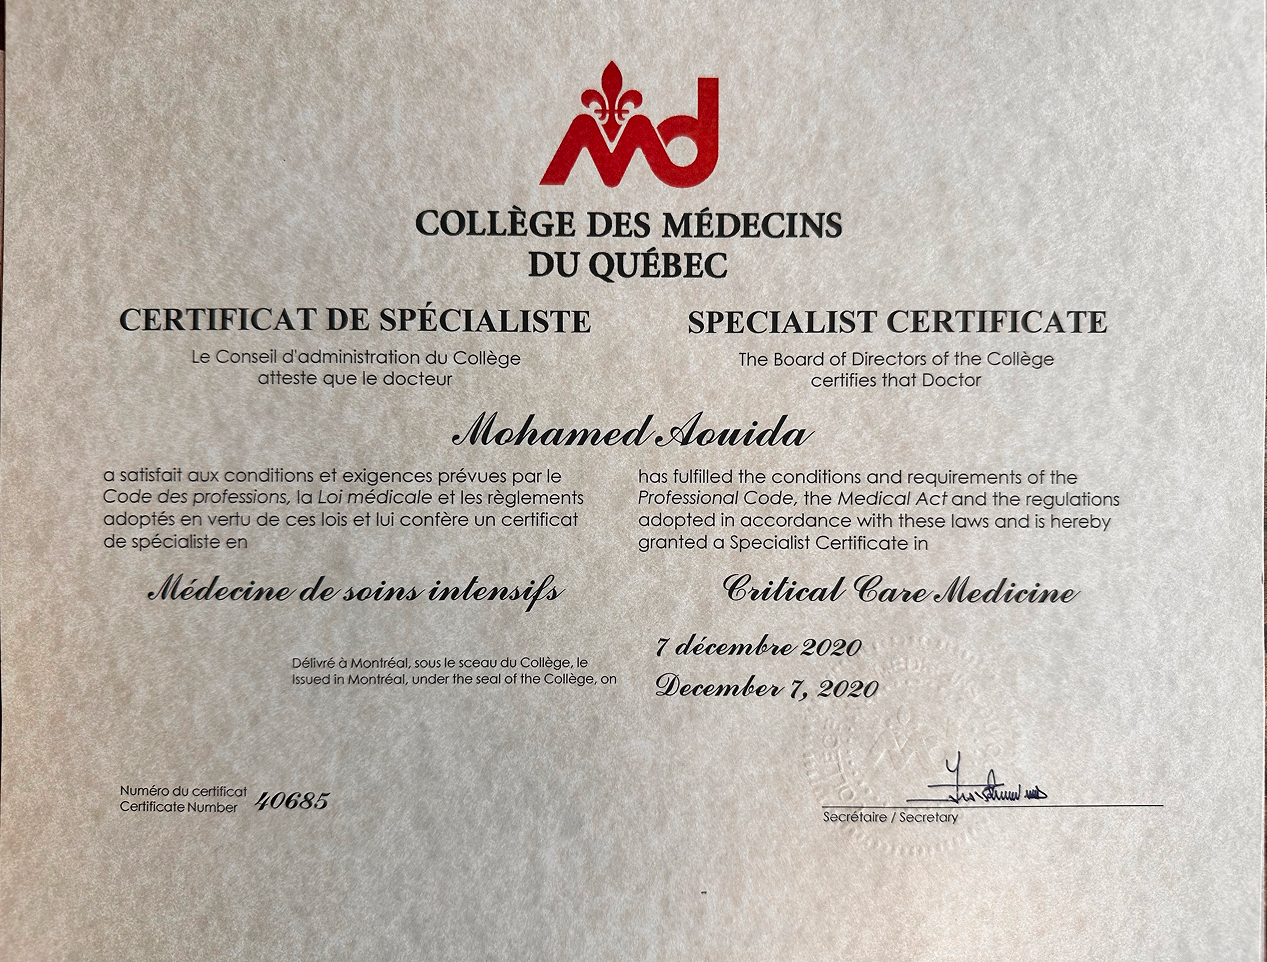 Md
COLLÈGE DES MÉDECINS
DU QUÉBEC
CERTIFICAT DE SPÉCIALISTE
Le Conseil d'administration du Collège
atteste que le docteur
SPECIALIST CERTIFICATE
The Board of Directors of the Collège
certifies that Doctor
Mohamed Aouida
a satisfait aux conditions et exigences prévues par le
Code des professions, la Loi médicale et les règlements
adoptés en vertu de ces lois et lui confère un certificat
de spécialiste en
Médecine de soins intensifs
has fulfilled the conditions and requirements of the
Professional Code, the Medical Act and the regulations
adopted in accordance with these laws and is hereby
granted a Specialist Certificate in
Critical Care Medicine
Délivré à Montréal, sous le sceau du Collège, le
Issued in Montréal, under the seal of the Collège, on
7 décembre 2020
December 7, 2020
Numéro du certificat
Certificate Number
40685
Secrétaire / Secretary